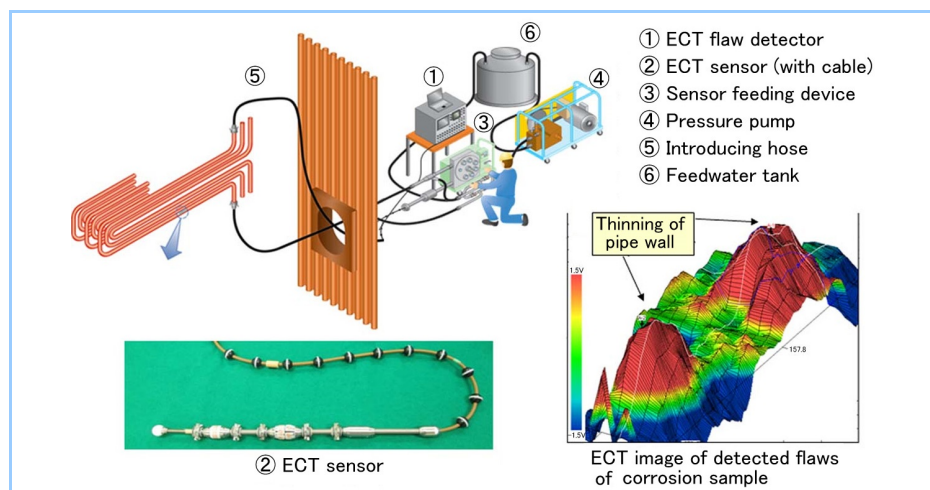 ① ECT flaw detector
② ECT sensor (with cable)
③ Sensor feeding device
④ Pressure pump
⑤ Introducing hose
⑥ Feedwater tank
⑥
①
④
⑤
③
Thinning of
pipe wall
1.5V
157.8
-1.5V
② ECT sensor
ECT image of detected flaws
of corrosion sample